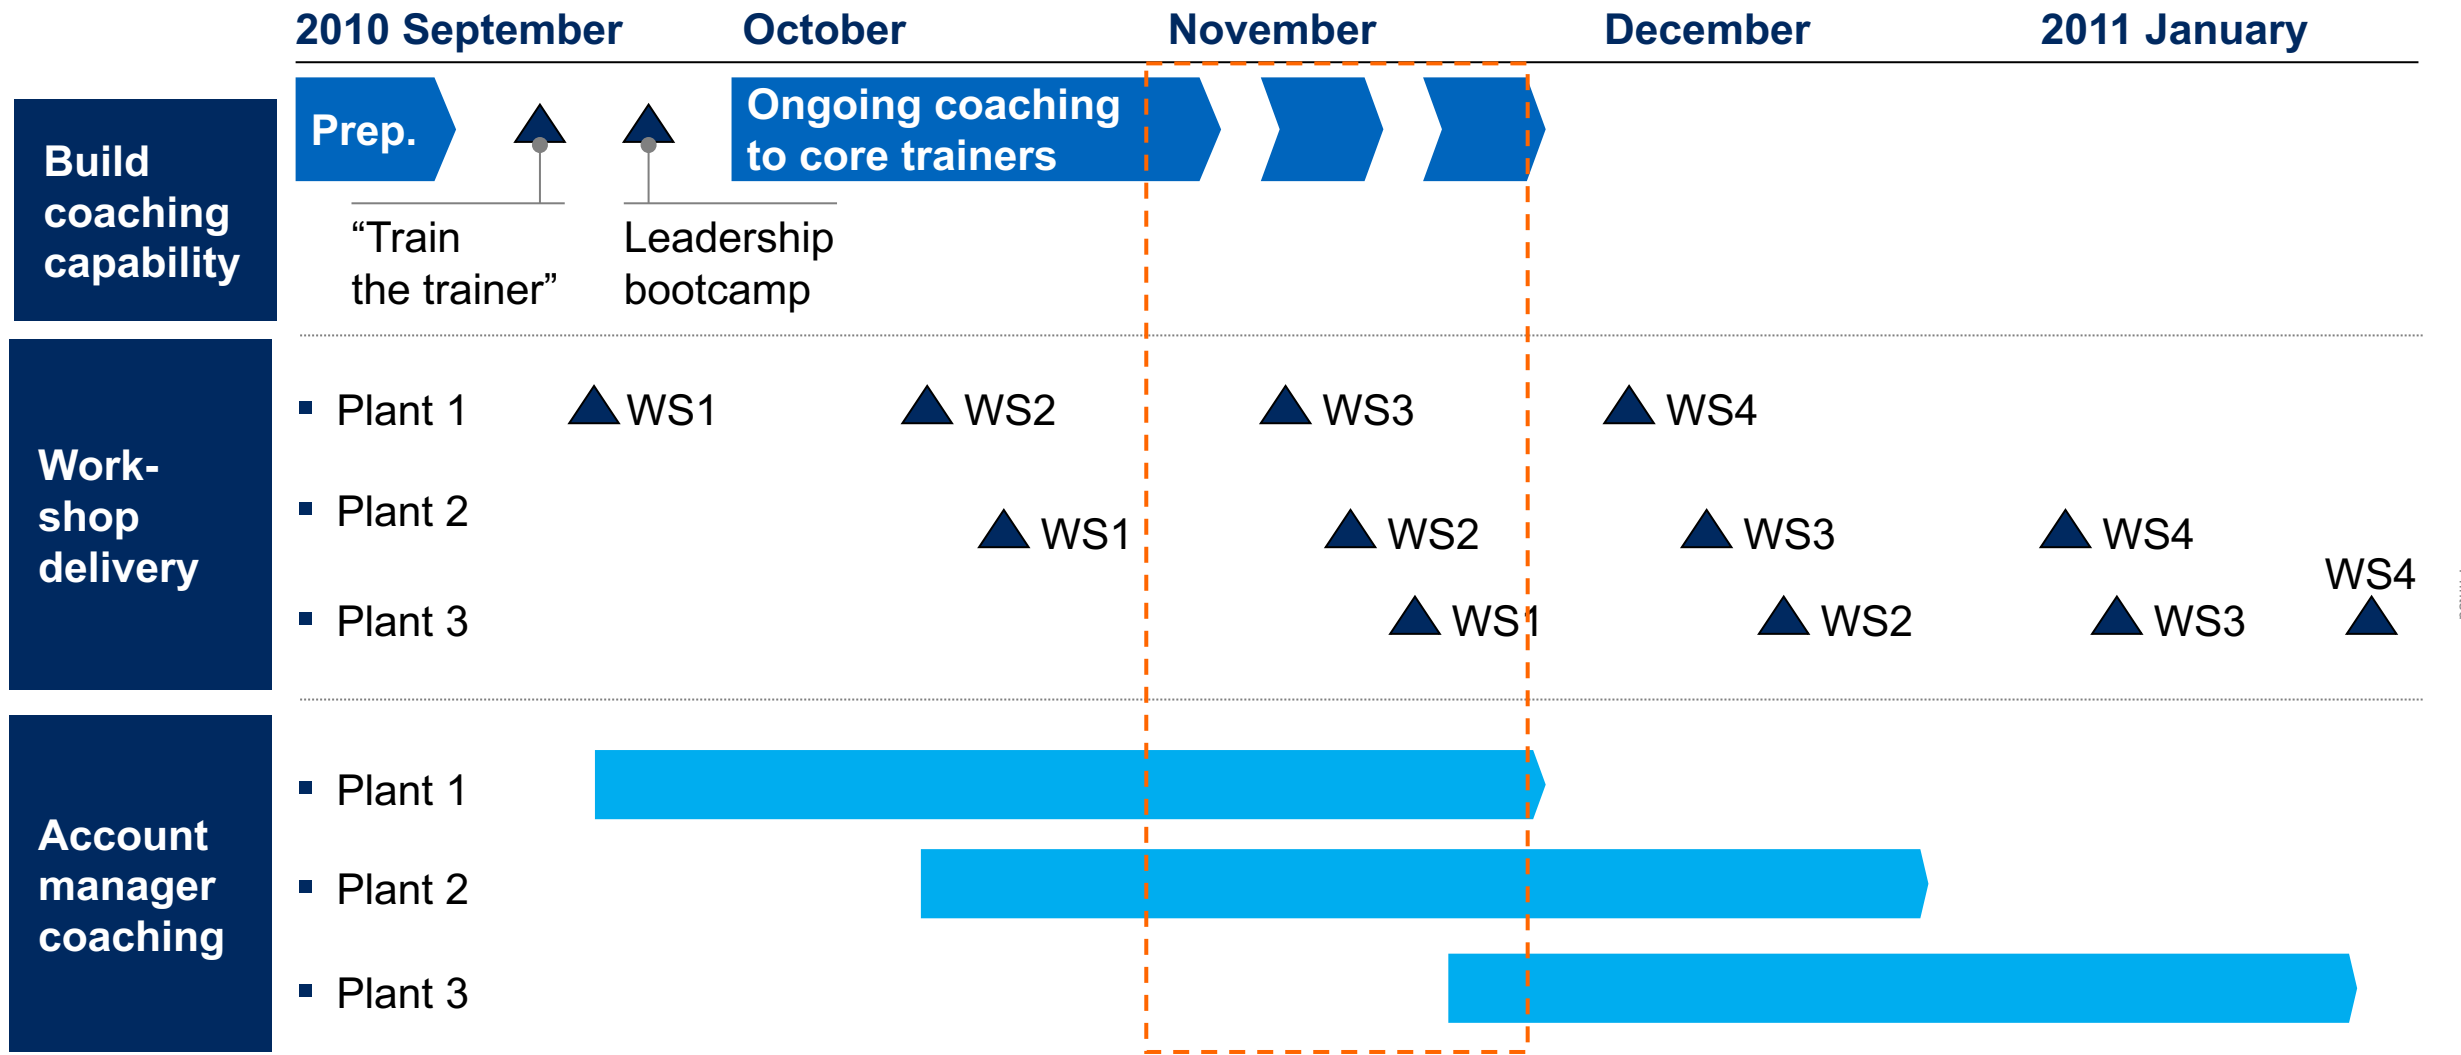 2010 September October November December 2011 January
Build
coaching
capability
Prep.
Ongoing coaching
to core trainers
“Train
the trainer”
Leadership
bootcamp
Work-
shop
delivery
▪ Plant 1 WS1 WS2 WS3 WS4
▪ Plant 2 WS1 WS2 WS3 WS4
▪ Plant 3 WS1 WS2 WS3 WS4
Account
manager
coaching
▪ Plant 1
▪ Plant 2
▪ Plant 3